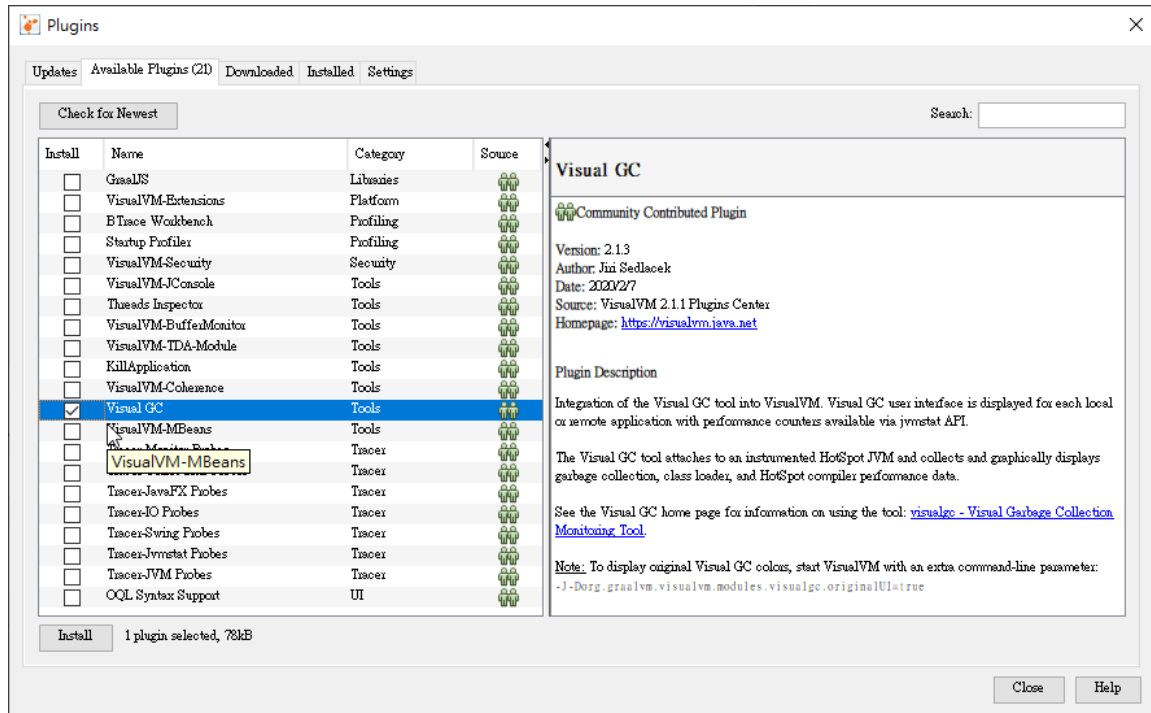 Plugins
Updates Available Plugins (21) Downloaded Installed Settings
Check for Newest
Search:
Install Name Category Source
GraalJS Libraries
VisualVM-Extensions Platform
BTrace Workbench Profiling
Startup Profiler Profiling
VisualVM-Security Security
VisualVM-JConsole Tools
Threads Inspector Tools
VisualVM-BufferMonitor Tools
VisualVM-TDA-Module Tools
KillApplication Tools
VisualVM-Coherence Tools
Visual GC Tools
VisualVM-MBeans Tools
Tracer-Monitor Probes Tracer
VisualVM-MBeans
Tracer
Tracer-JavaFX Probes Tracer
Tracer-IO Probes Tracer
Tracer-Swing Probes Tracer
Tracer-Jvmstat Probes Tracer
Tracer-JVM Probes Tracer
OQL Syntax Support UI
Install 1 plugin selected, 78kB
Visual GC
Community Contributed Plugin
Version: 2.1.3
Author: Jiri Sedlacek
Date: 2020/2/7
Source: VisualVM 2.1.1 Plugins Center
Homepage: https://visualvm.java.net
Plugin Description
Integration of the Visual GC tool into VisualVM. Visual GC user interface is displayed for each local
or remote application with performance counters available via jvmstat API.
The Visual GC tool attaches to an instrumented HotSpot JVM and collects and graphically displays
garbage collection, class loader, and HotSpot compiler performance data.
See the Visual GC home page for information on using the tool: visualgc - Visual Garbage Collection
Monitoring Tool.
Note: To display original Visual GC colors, start VisualVM with an extra command-line parameter:
-J-Dorg.graalvm.visualvm.modules.visualgc.originalUI=true
Close Help